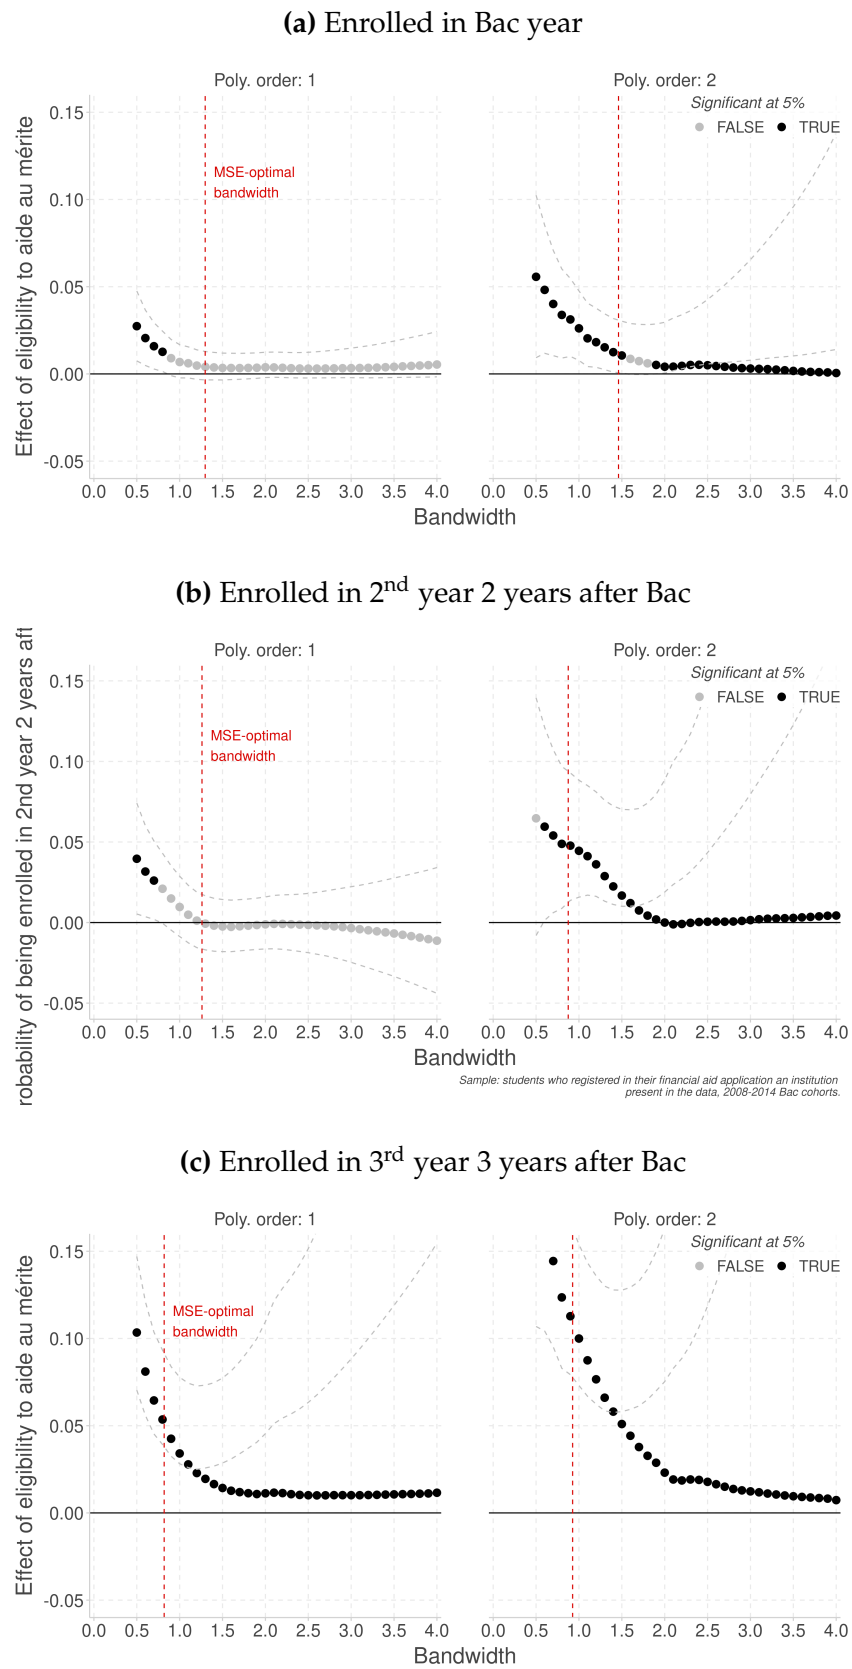 (a) Enrolled in Bac year
Poly. order: 1
Poly. order: 2
Significant at 5%
FALSE TRUE
MSE-optimal
bandwidth
Effect of eligibility to aide au mérite
0.15
0.10
0.05
0.00
-0.05
0.0 0.5 1.0 1.5 2.0 2.5 3.0 3.5 4.0
0.0 0.5 1.0 1.5 2.0 2.5 3.0 3.5 4.0
Bandwidth
(b) Enrolled in 2nd year 2 years after Bac
Poly. order: 1
Poly. order: 2
Significant at 5%
FALSE TRUE
MSE-optimal
bandwidth
robability of being enrolled in 2nd year 2 years aft
0.15
0.10
0.05
0.00
-0.05
0.0 0.5 1.0 1.5 2.0 2.5 3.0 3.5 4.0
0.0 0.5 1.0 1.5 2.0 2.5 3.0 3.5 4.0
Bandwidth
Sample: students who registered in their financial aid application an institution
present in the data, 2008-2014 Bac cohorts.
(c) Enrolled in 3rd year 3 years after Bac
Poly. order: 1
Poly. order: 2
Significant at 5%
FALSE TRUE
MSE-optimal
bandwidth
Effect of eligibility to aide au mérite
0.15
0.10
0.05
0.00
-0.05
0.0 0.5 1.0 1.5 2.0 2.5 3.0 3.5 4.0
0.0 0.5 1.0 1.5 2.0 2.5 3.0 3.5 4.0
Bandwidth